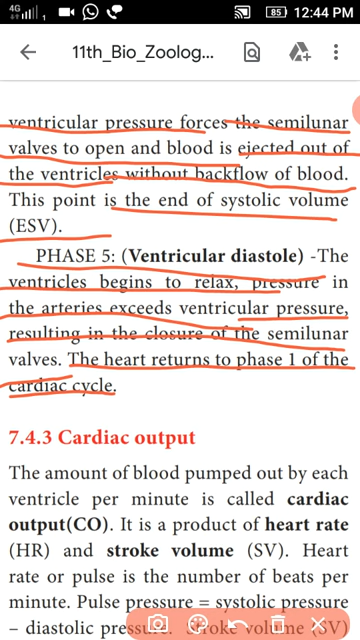 4G 85 12:44 PM
11th_Bio_Zoolog...
ventricular pressure forces the semilunar
valves to open and blood is ejected out of
the ventricles without backflow of blood.
This point is the end of systolic volume
(ESV).
PHASE 5: (Ventricular diastole) -The
ventricles begins to relax, pressure in
the arteries exceeds ventricular pressure,
resulting in the closure of the semilunar
valves. The heart returns to phase 1 of the
cardiac cycle.
7.4.3 Cardiac output
The amount of blood pumped out by each
ventricle per minute is called cardiac
output(CO). It is a product of heart rate
(HR) and stroke volume (SV). Heart
rate or pulse is the number of beats per
minute. Pulse pressure = systolic pressure
– diastolic pressure. Stroke volume (SV)